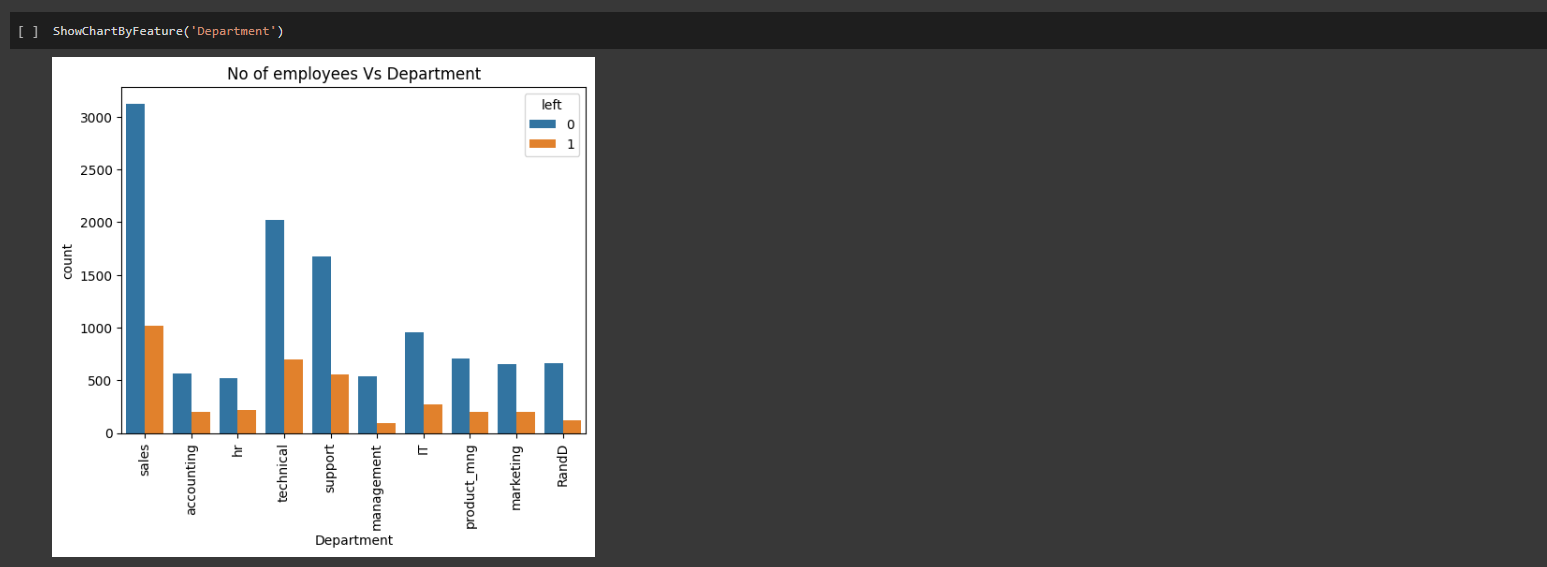 [ ] ShowChartByFeature('Department')
No of employees Vs Department
left
0
1
3000
2500
2000
1500
1000
500
0
count
sales
accounting
hr
technical
support
management
IT
product_mng
marketing
RandD
Department